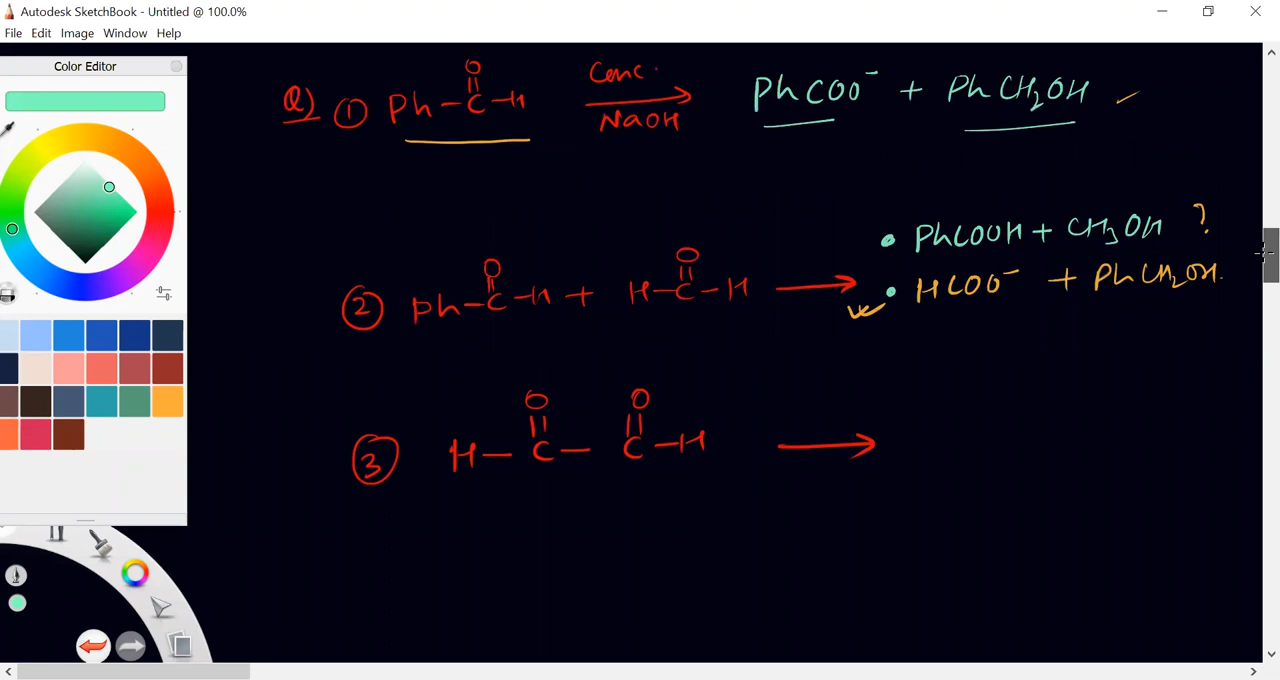 Autodesk SketchBook - Untitled @ 100.0%
File Edit Image Window Help
Color Editor
Q) ① Ph-C-H
O
Conc.
NaOH
PhCOO⁻ + PhCH₂OH
② Ph-C-H + H-C-H
O O
• PhCOOH + CH₃OH ?
• HCOO⁻ + PhCH₂OH.
③ H-C-C-H
O O